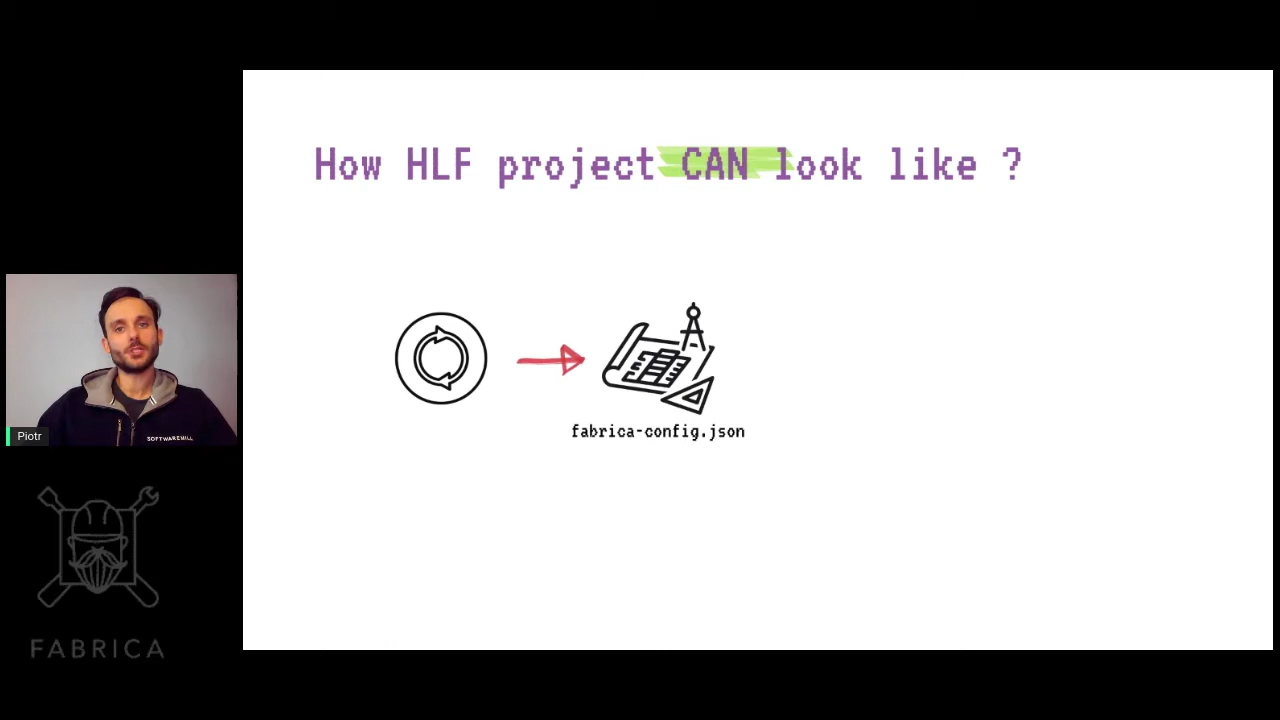 How HLF project CAN look like ?
fabrica-config.json
Piotr
SOFTWAREMILL
FABRICA